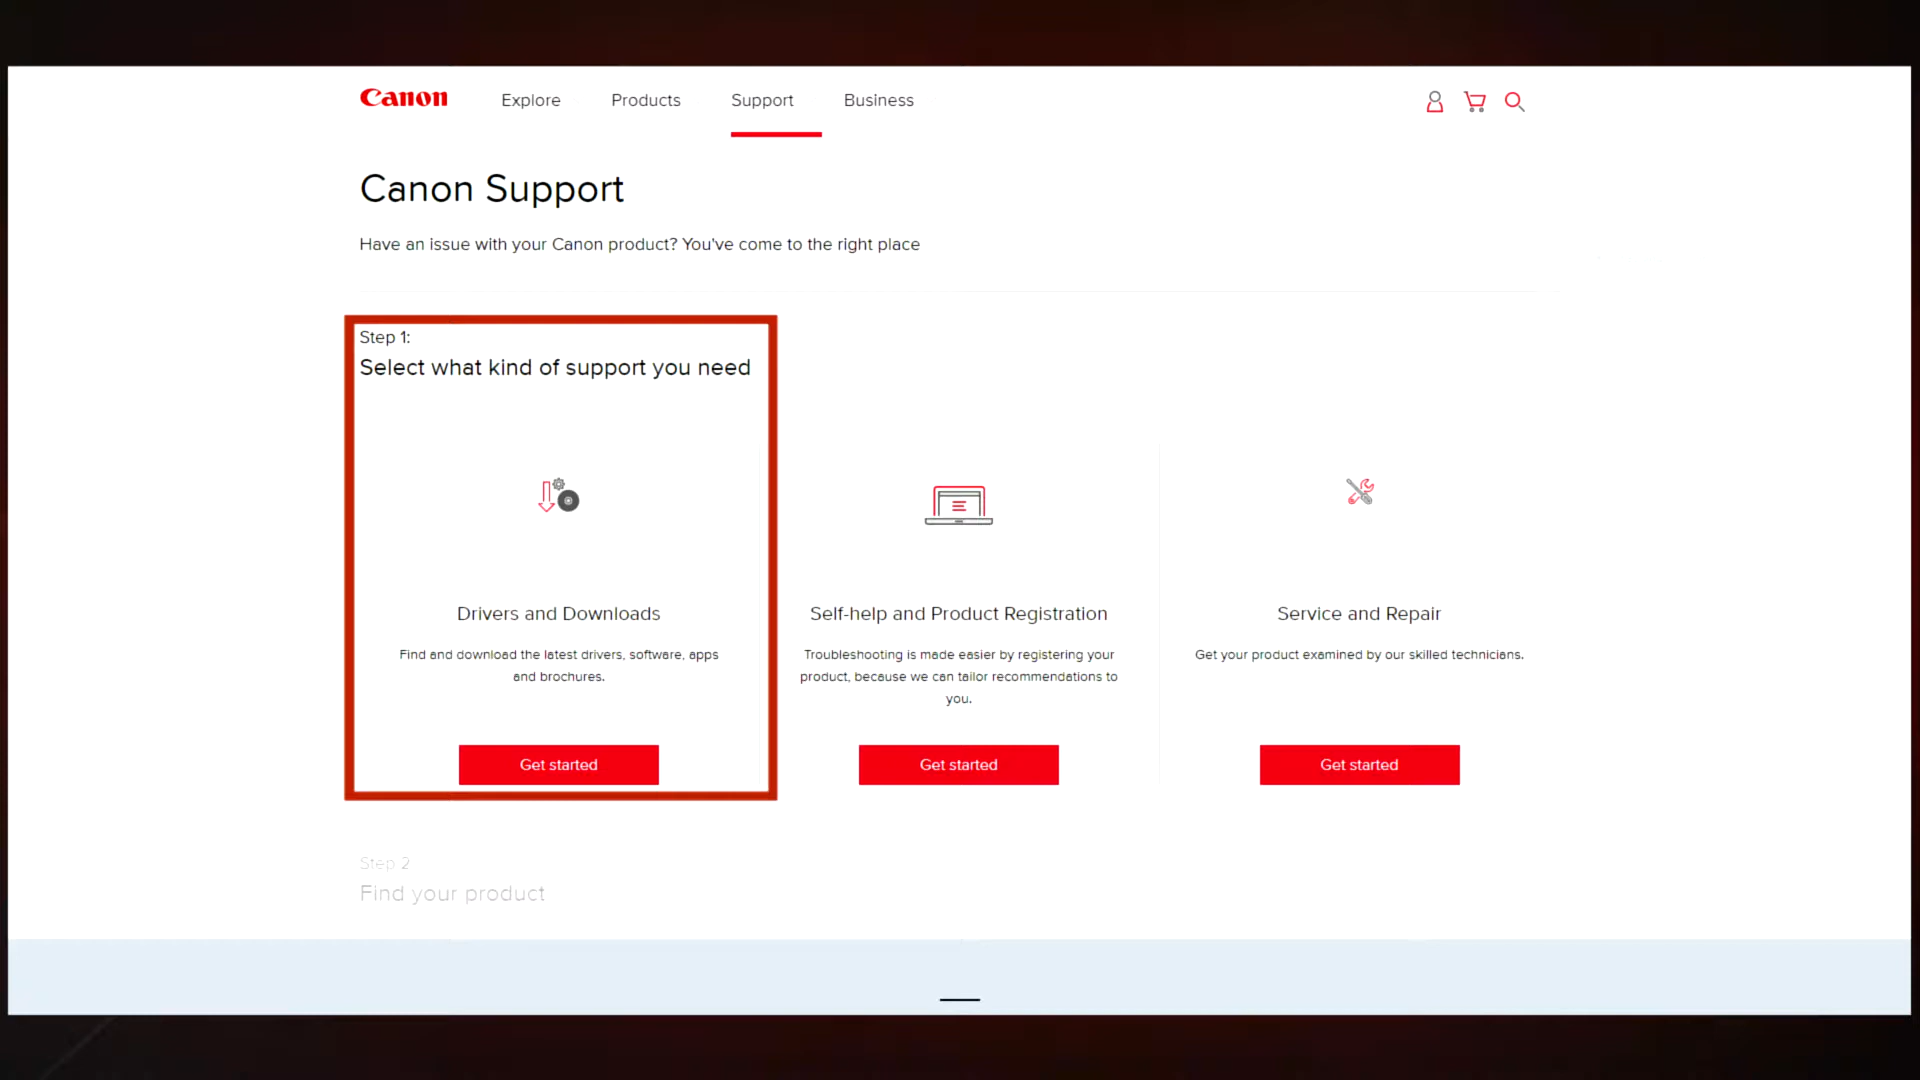 Canon
Explore
Products
Support
Business
Canon Support
Have an issue with your Canon product? You've come to the right place
Step 1:
Select what kind of support you need
Drivers and Downloads
Find and download the latest drivers, software, apps
and brochures.
Get started
Self-help and Product Registration
Troubleshooting is made easier by registering your
product, because we can tailor recommendations to
you.
Get started
Service and Repair
Get your product examined by our skilled technicians.
Get started
Step 2
Find your product